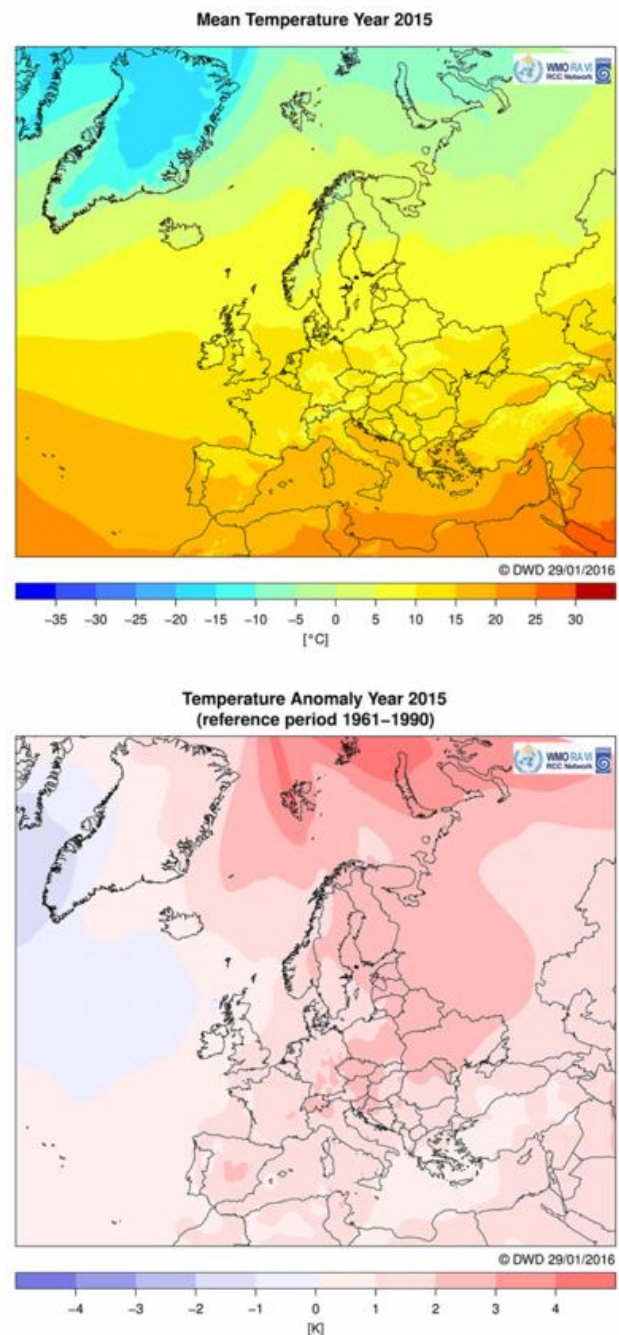 Mean Temperature Year 2015
WMO RA VI
RCC Network
© DWD 29/01/2016
−35 −30 −25 −20 −15 −10 −5 0 5 10 15 20 25 30
[°C]
Temperature Anomaly Year 2015
(reference period 1961−1990)
WMO RA VI
RCC Network
© DWD 29/01/2016
−4 −3 −2 −1 0 1 2 3 4
[K]